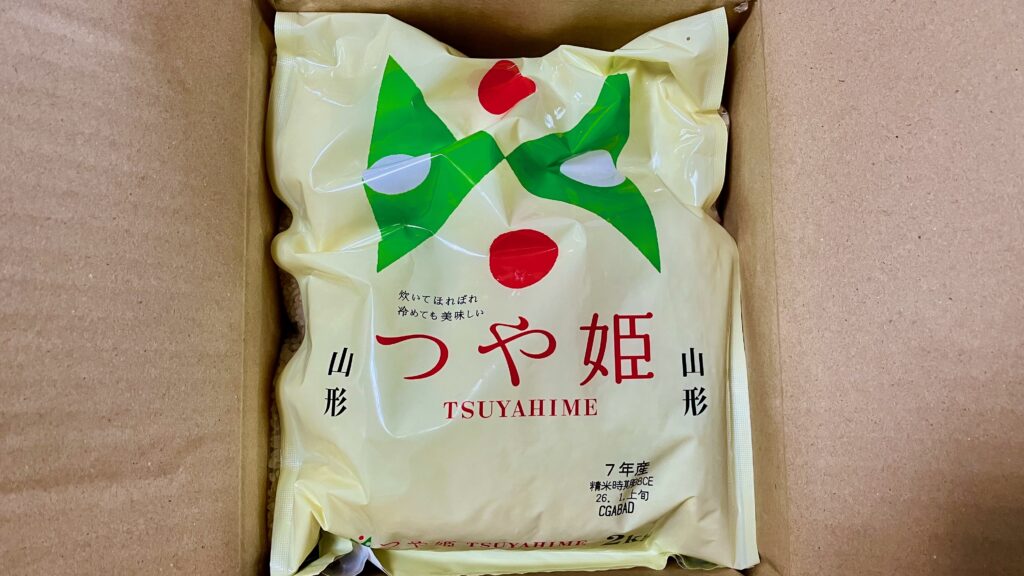 炊いてほれぼれ
冷めても美味しい
つや姫
山形
山形
TSUYAHIME
7年産
精米時期
26. 1.上旬
CGABAD
つや姫 TSUYAHIME